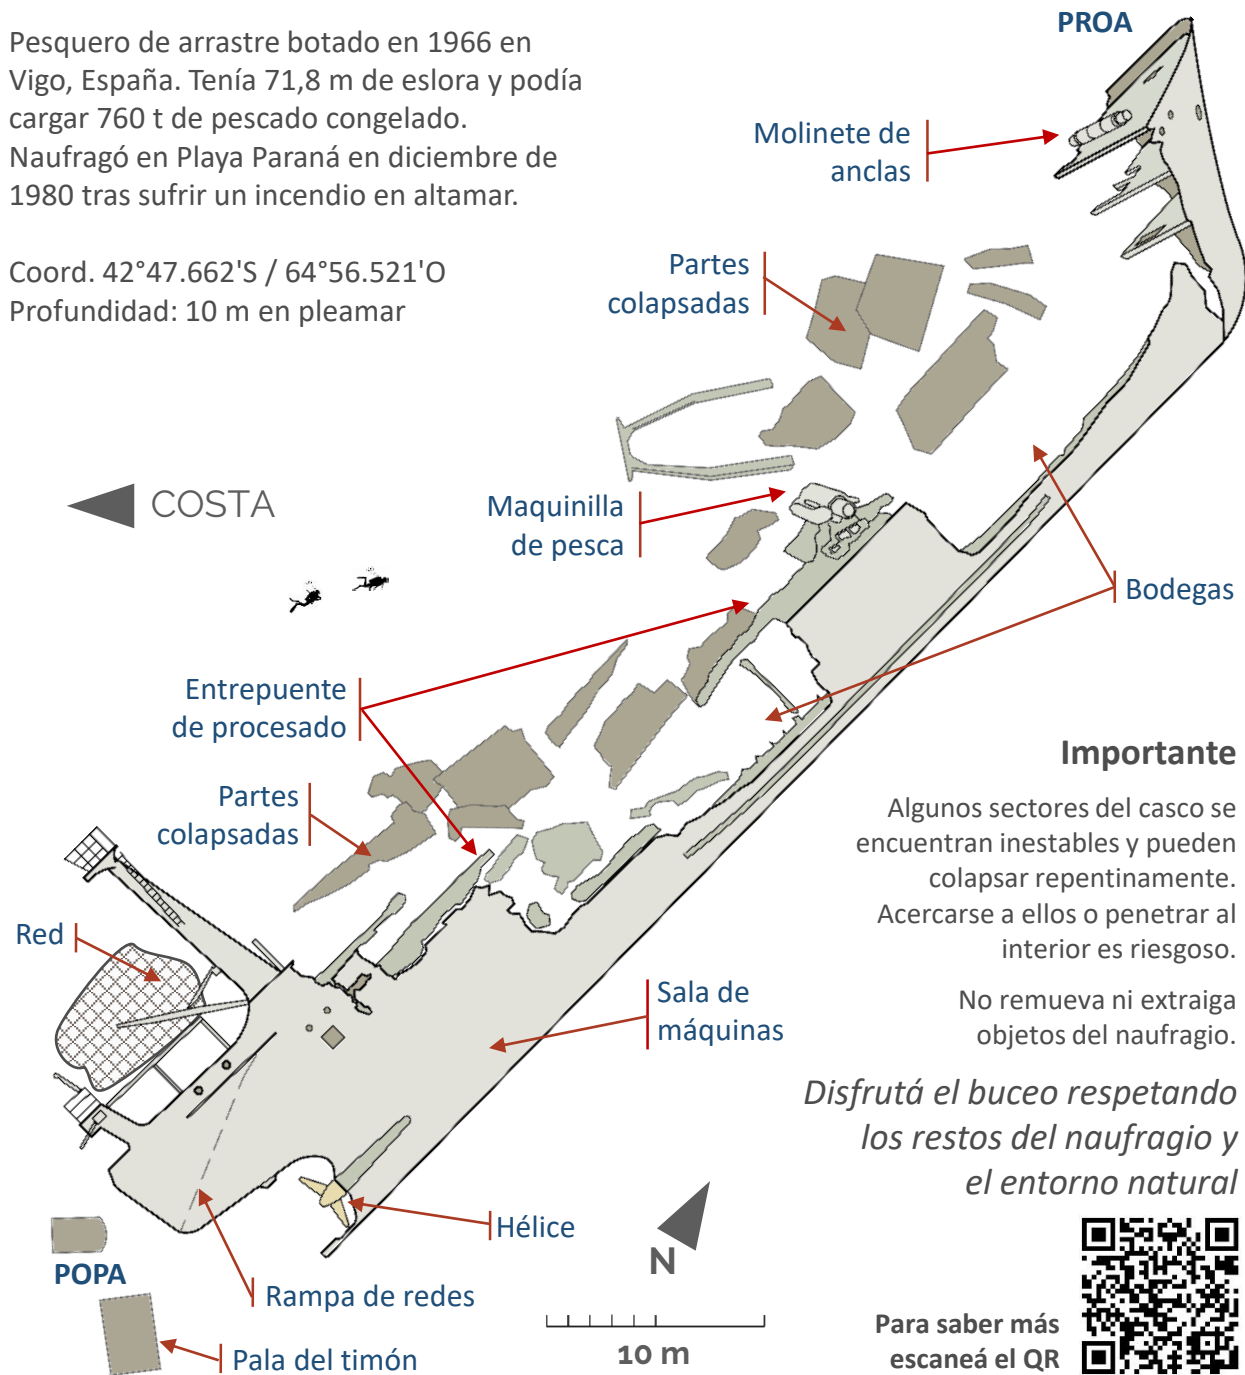 PROA
Pesquero de arrastre botado en 1966 en
Vigo, España. Tenía 71,8 m de eslora y podía
cargar 760 t de pescado congelado.
Naufragó en Playa Paraná en diciembre de
1980 tras sufrir un incendio en altamar.
Coord. 42°47.662'S / 64°56.521'O
Profundidad: 10 m en pleamar
Molinete de
anclas
Partes
colapsadas
COSTA
Maquinilla
de pesca
Bodegas
Entrepuente
de procesado
Partes
colapsadas
Red
Sala de
máquinas
Importante
Algunos sectores del casco se
encuentran inestables y pueden
colapsar repentinamente.
Acercarse a ellos o penetrar al
interior es riesgoso.
No remueva ni extraiga
objetos del naufragio.
Disfrutá el buceo respetando
los restos del naufragio y
el entorno natural
Hélice
N
POPA
Rampa de redes
Pala del timón
10 m
Para saber más
escaneá el QR